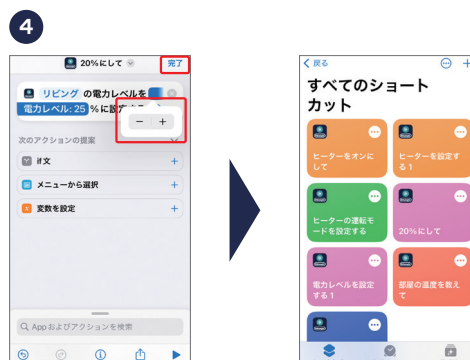 4
20%にして
完了
リビング の電力レベルを
電力レベル: 25 %に設定
− +
次のアクションの提案
if文
+
メニューから選択
+
変数を設定
+
Appおよびアクションを検索
戻る
+
すべてのショート
カット
ヒーターをオンに
して
ヒーターを設定す
る 1
ヒーターの運転モ
ードを設定する
20%にして
電力レベルを設定
する 1
部屋の温度を教え
て